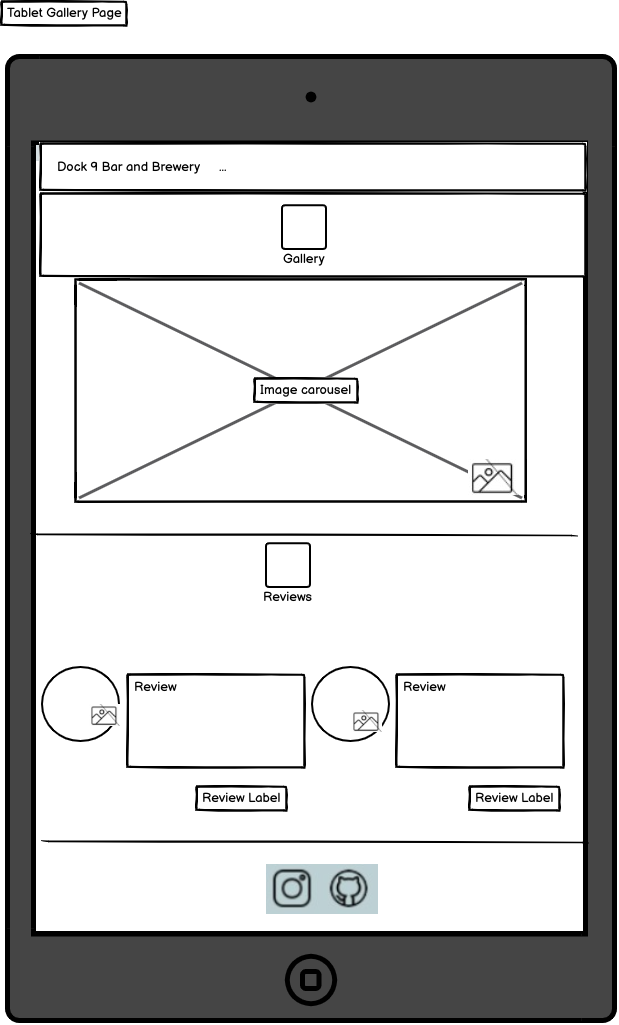 Tablet Gallery Page
Dock 9 Bar and Brewery ...
Gallery
Image carousel
Reviews
Review
Review
Review Label
Review Label